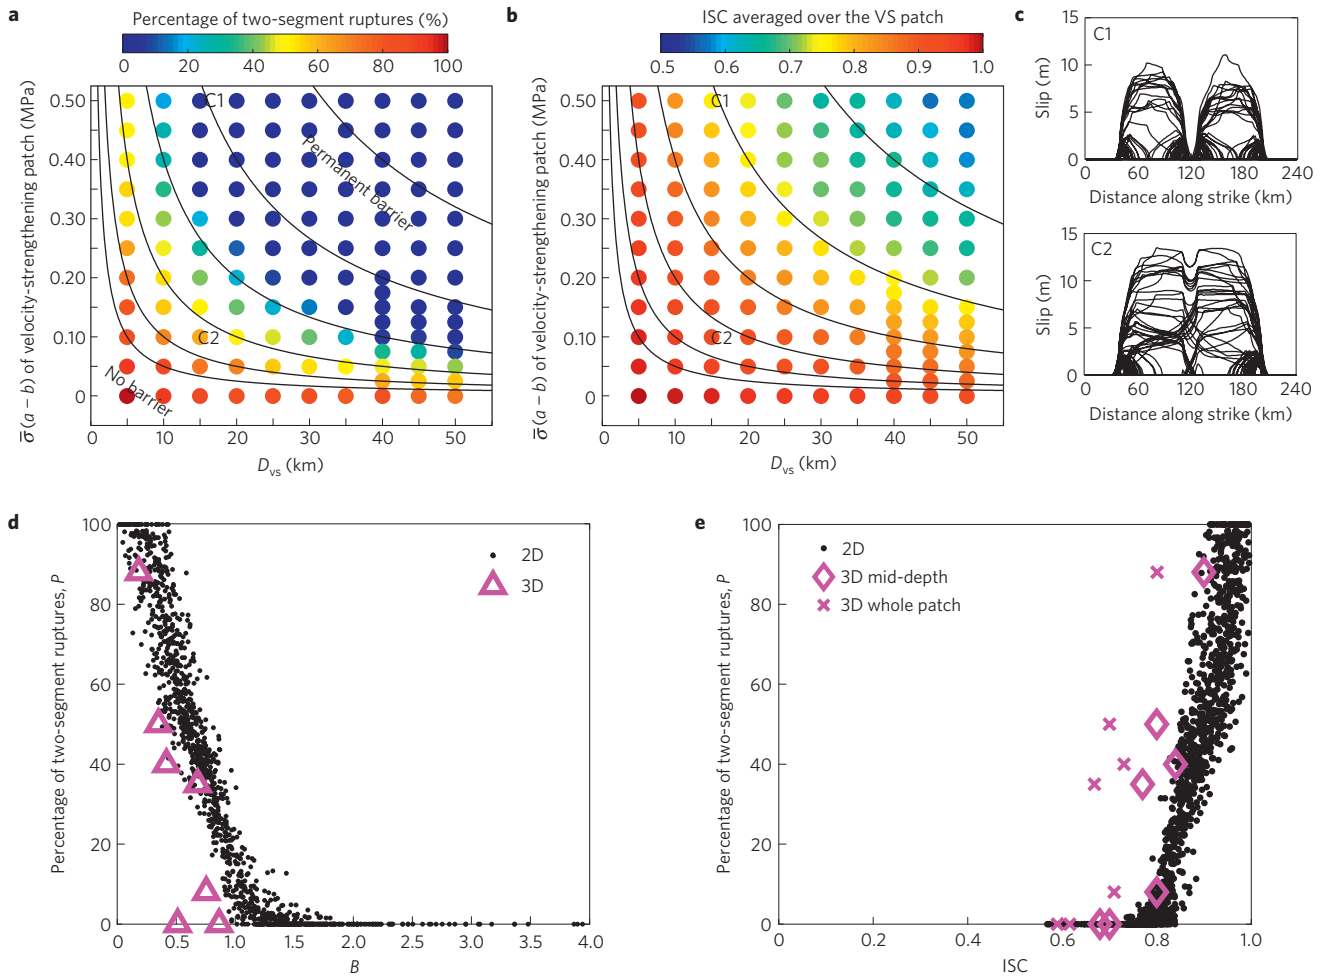 a
Percentage of two-segment ruptures (%)
0 20 40 60 80 100
σ̅(a − b) of velocity-strengthening patch (MPa)
0.50
0.40
0.30
0.20
0.10
0
C1
Permanent barrier
C2
No barrier
0 10 20 30 40 50
Dvs (km)
b
ISC averaged over the VS patch
0.5 0.6 0.7 0.8 0.9 1.0
σ̅(a − b) of velocity-strengthening patch (MPa)
0.50
0.40
0.30
0.20
0.10
0
C1
C2
0 10 20 30 40 50
Dvs (km)
c
C1
Slip (m)
15
10
5
0
0 60 120 180 240
Distance along strike (km)
C2
Slip (m)
15
10
5
0
0 60 120 180 240
Distance along strike (km)
d
Percentage of two-segment ruptures, P
100
80
60
40
20
0
2D
3D
0 0.5 1.0 1.5 2.0 2.5 3.0 3.5 4.0
B
e
Percentage of two-segment ruptures, P
100
80
60
40
20
0
2D
3D mid-depth
3D whole patch
0 0.2 0.4 0.6 0.8 1.0
ISC